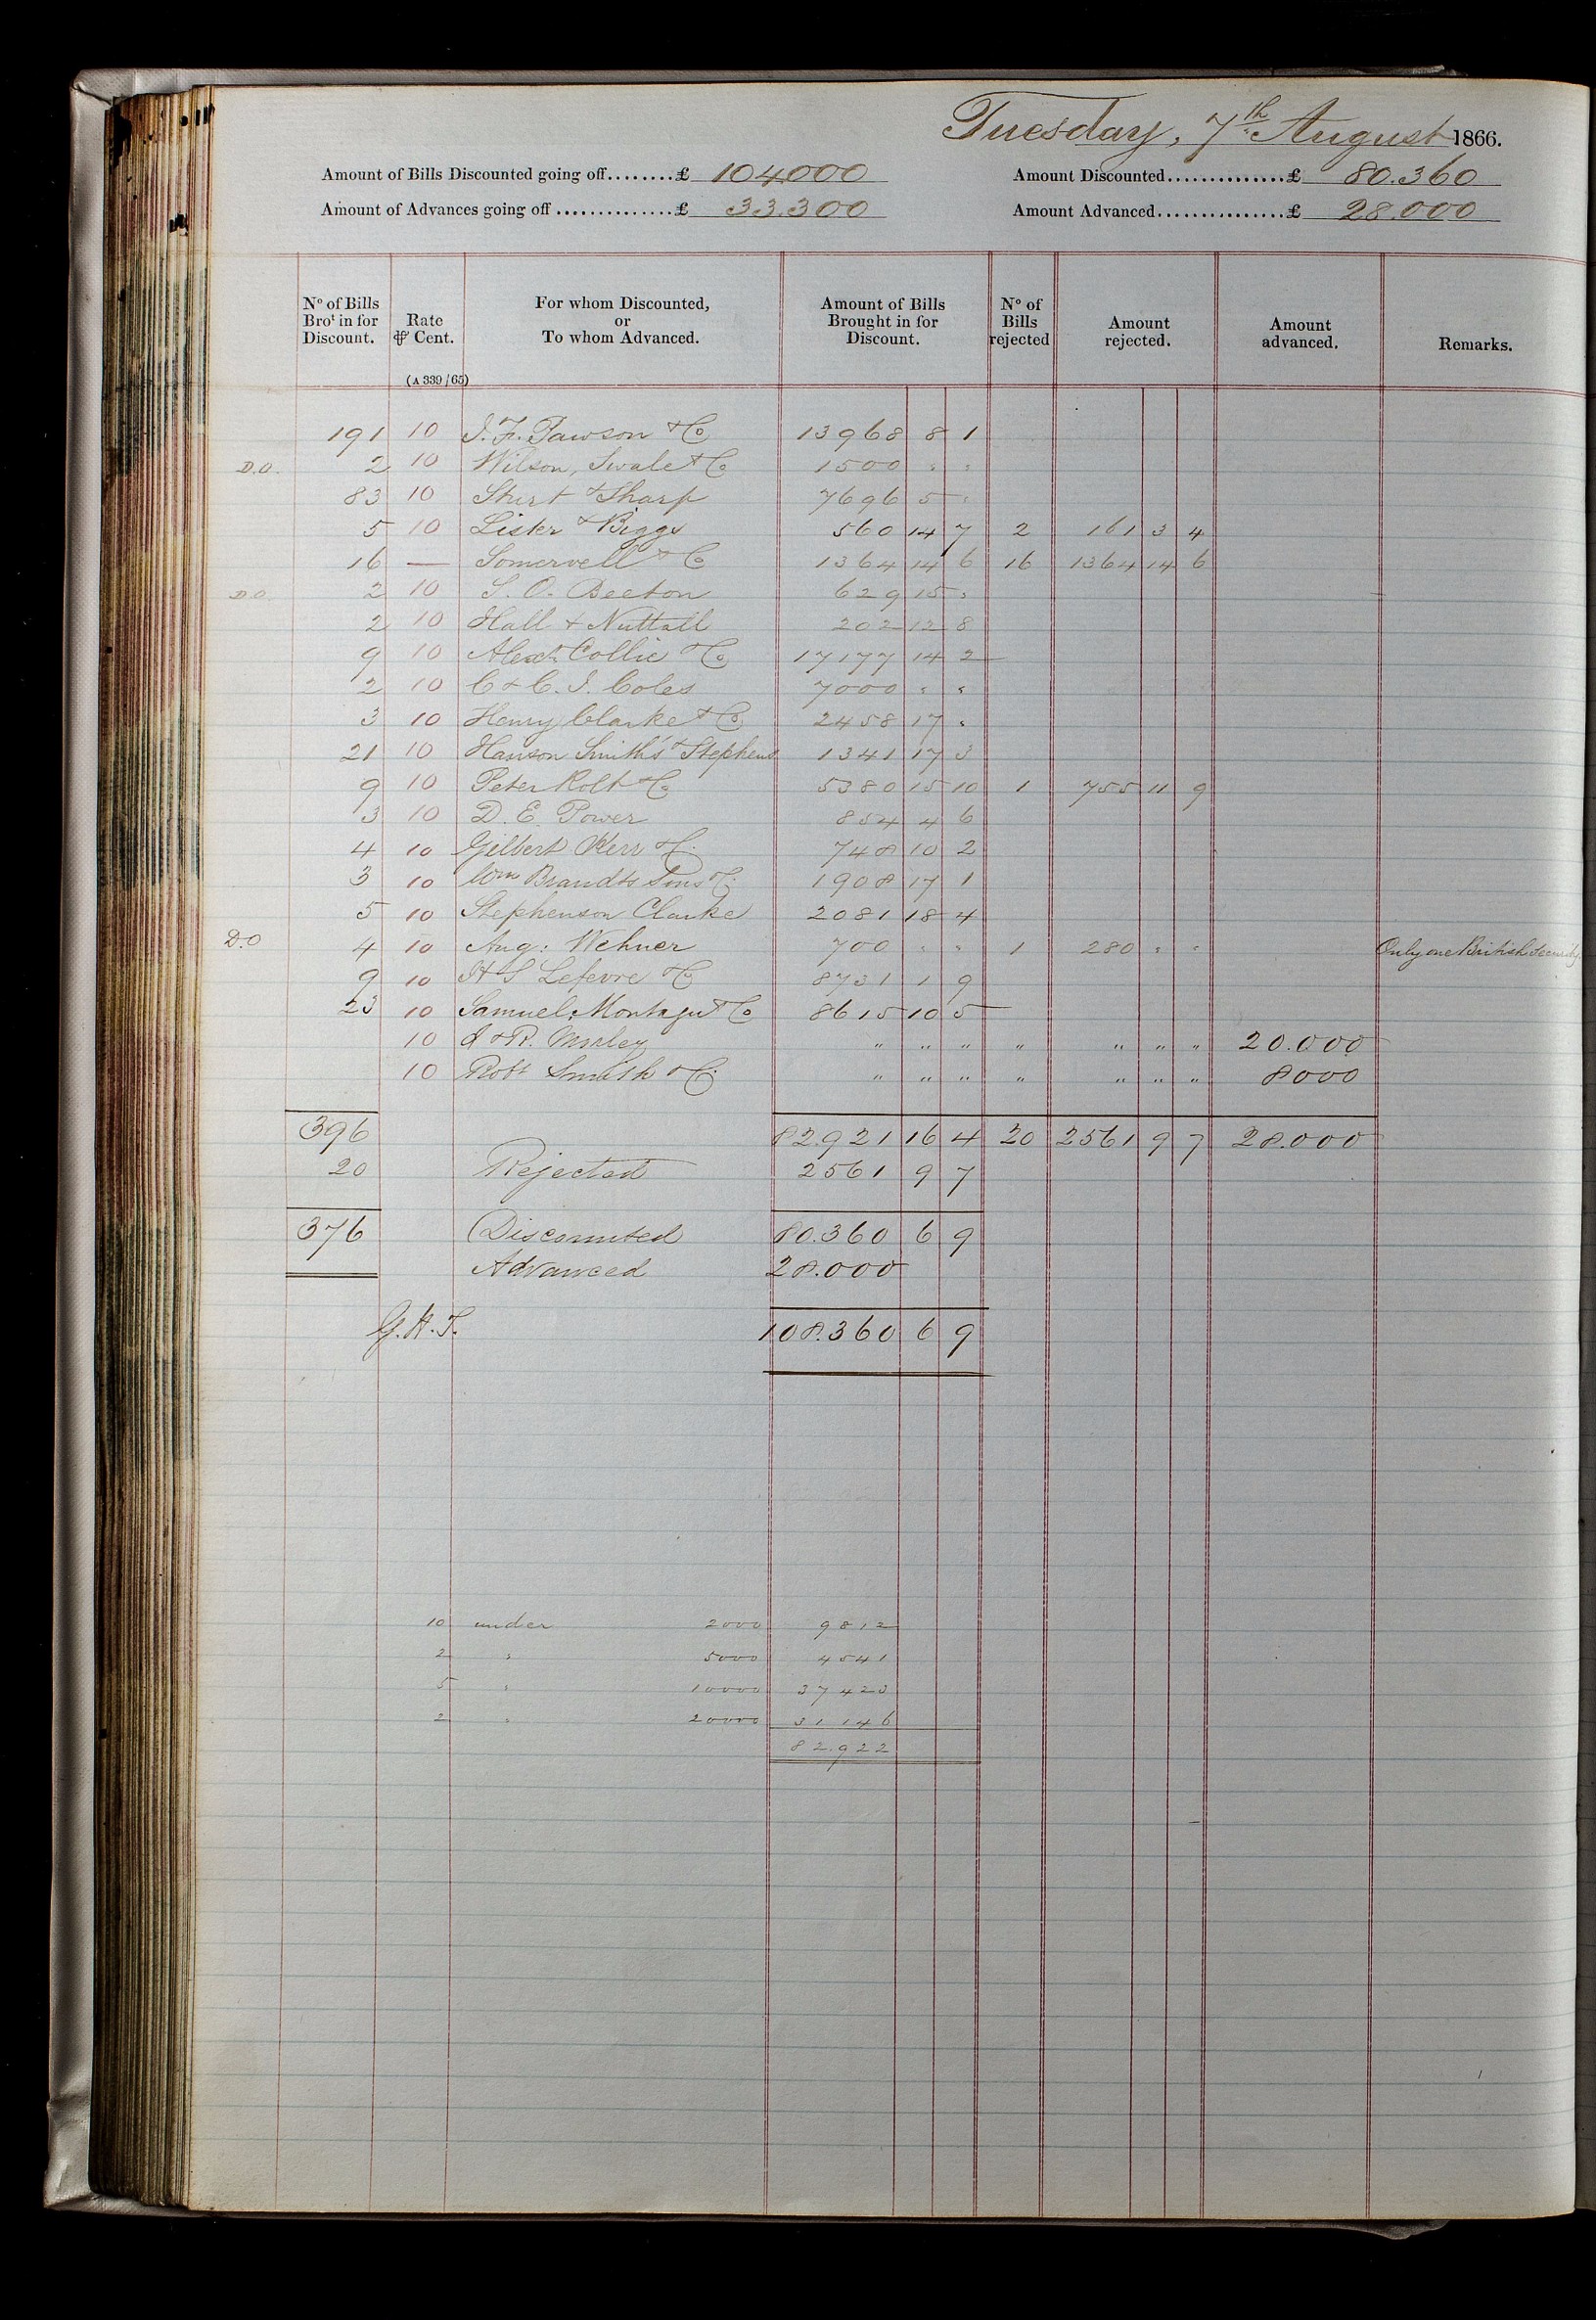 Tuesday, 7th August 1866.
Amount of Bills Discounted going off........£ 104000 Amount Discounted..............£ 80.360
Amount of Advances going off..............£ 33.300 Amount Advanced...............£ 28.000
No of Bills Brot in for Discount. Rate ⅌ Cent. (A 339/65) For whom Discounted, or To whom Advanced. Amount of Bills Brought in for Discount. No of Bills rejected Amount rejected. Amount advanced. Remarks.
191 10 J. F. Pawson & Co 13968 8 1
D.O. 2 10 Wilson, Swale & Co 1500 " "
83 10 Sturt & Sharp 7696 5 "
5 10 Lister & Biggs 560 14 7 2 161 3 4
16 — Somervell & Co 1364 14 6 16 1364 14 6
D.O. 2 10 S. O. Beeton 629 15 "
2 10 Hall & Nuttall 202 12 8
9 10 Alexr Collie & Co 17177 14 2
2 10 C & C. J. Coles 7000 " "
3 10 Henry Clarke & Co 2458 17 "
21 10 Hanson Smith's & Stephens 1341 17 3
9 10 Peter Rolt & Co 5380 15 10 1 755 11 9
3 10 D. E. Power 854 4 6
4 10 Gilbert Kerr & Co 748 10 2
3 10 Wm Brandts Sons & Co 1908 17 1
5 10 Stephenson Clarke 2081 18 4
D.O 4 10 Aug: Wehner 700 " " 1 280 " " Only one British Security
9 10 H S Lefevre & Co 8731 1 9
23 10 Samuel Montagu & Co 8615 10 5
10 I & R. Morley " " " " " " " 20.000
10 Robt Smith & Co " " " " " " " 8000
396 82.921 16 4 20 2561 9 7 28.000
20 Rejected 2561 9 7
376 Discounted 80.360 6 9
Advanced 28.000
G. H. T. 108.360 6 9
10 under 2000 9812
2 " 5000 4541
5 " 10000 37423
2 " 20000 31146
82.922